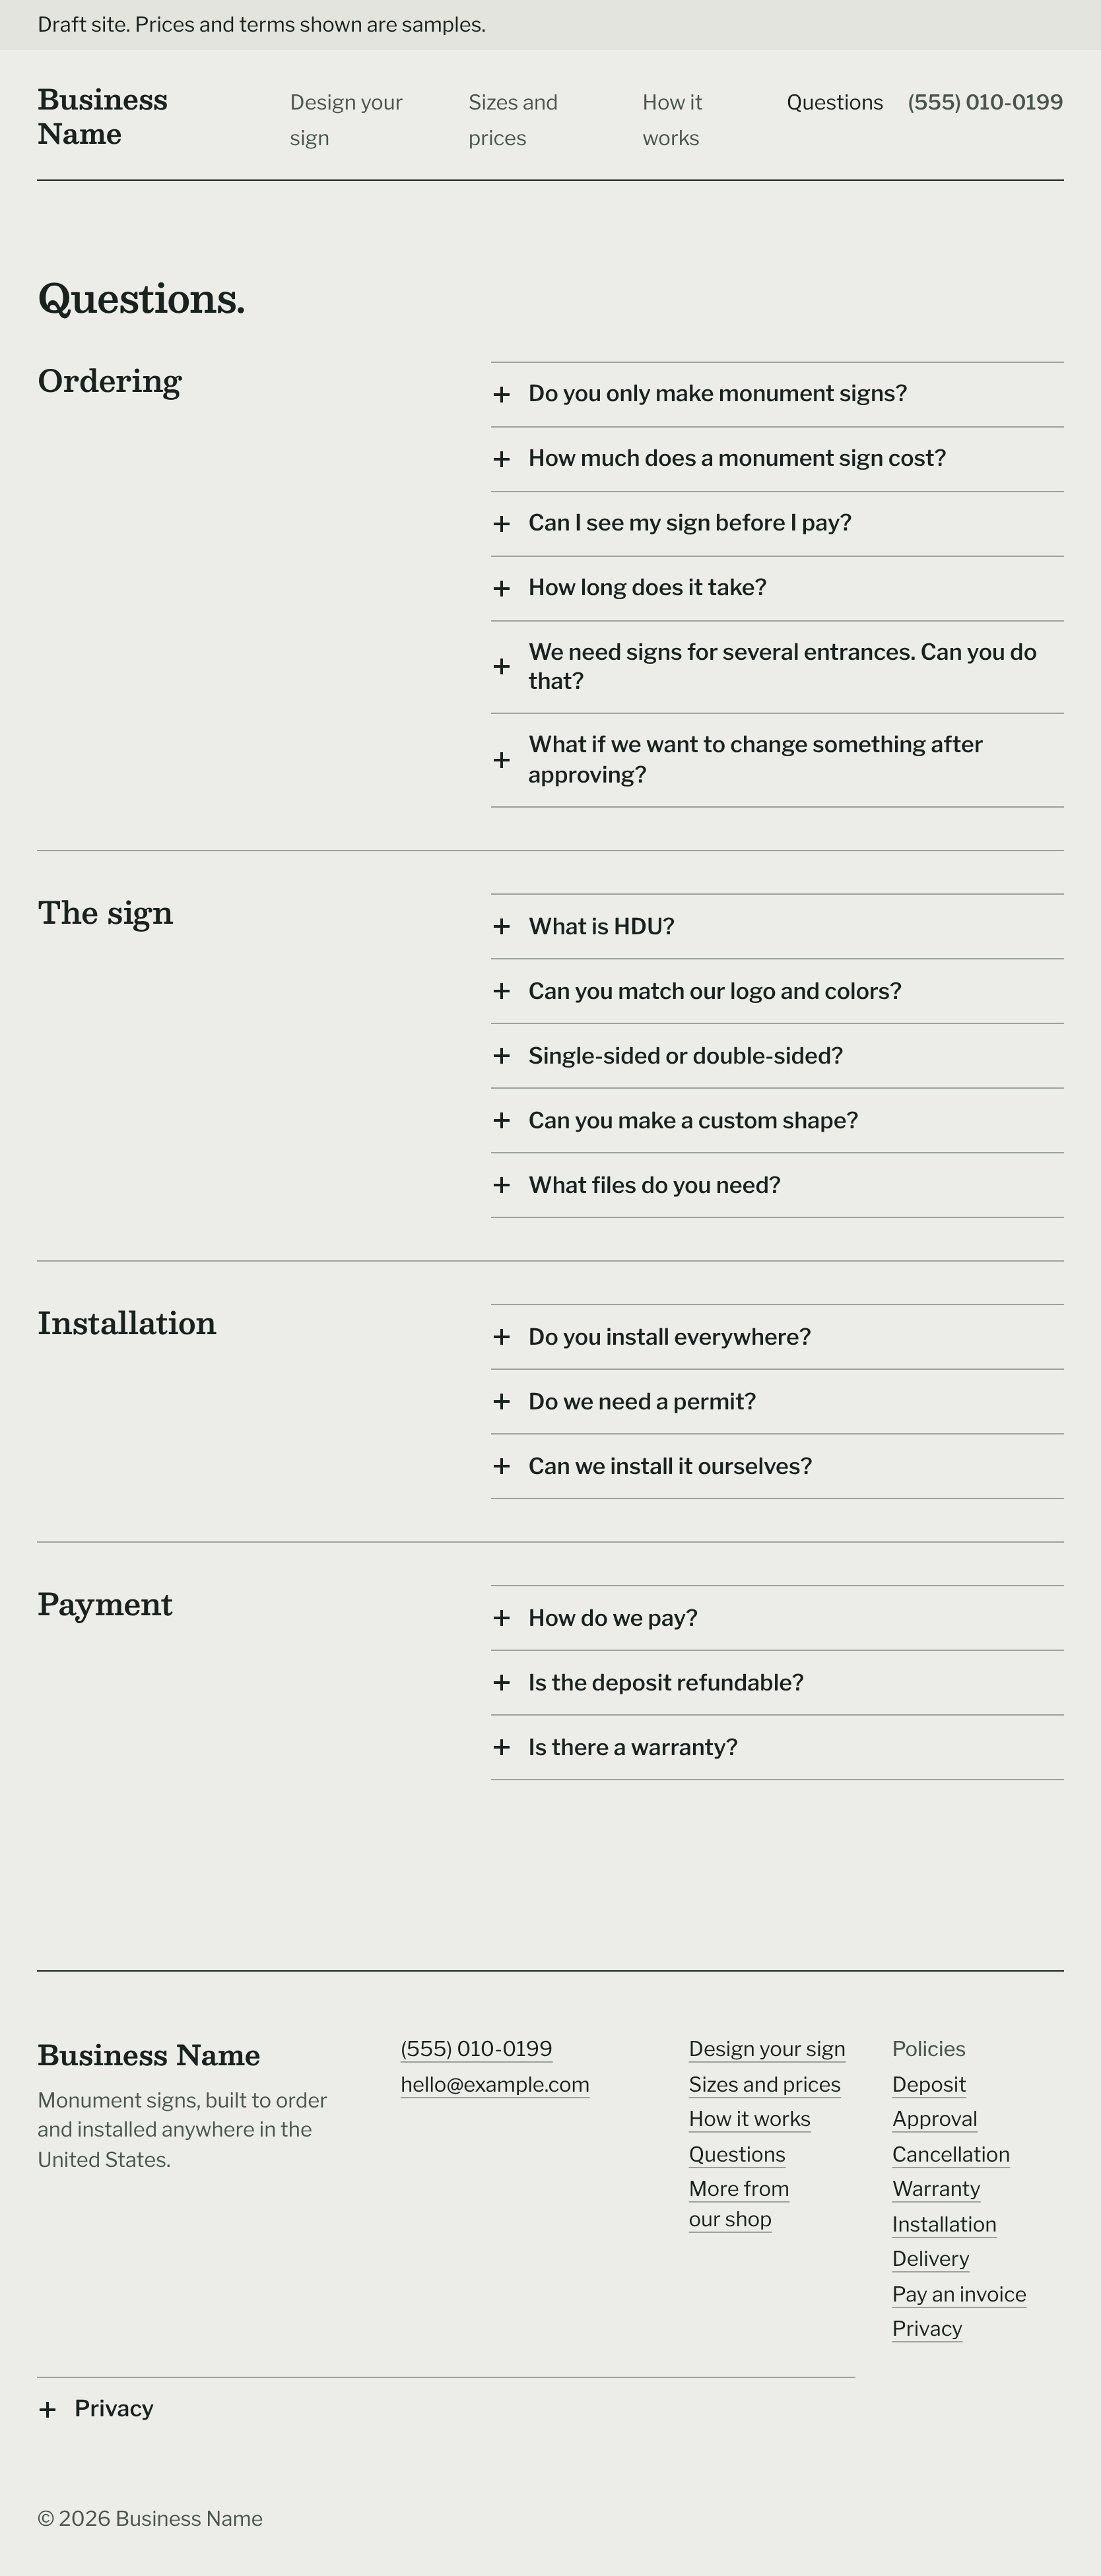 Draft site. Prices and terms shown are samples.
Business
Name
Design your
sign
Sizes and
prices
How it
works
Questions
(555) 010-0199
Questions.
Ordering
Do you only make monument signs?
How much does a monument sign cost?
Can I see my sign before I pay?
How long does it take?
We need signs for several entrances. Can you do
that?
What if we want to change something after
approving?
The sign
What is HDU?
Can you match our logo and colors?
Single-sided or double-sided?
Can you make a custom shape?
What files do you need?
Installation
Do you install everywhere?
Do we need a permit?
Can we install it ourselves?
Payment
How do we pay?
Is the deposit refundable?
Is there a warranty?
Business Name
Monument signs, built to order
and installed anywhere in the
United States.
(555) 010-0199
hello@example.com
Design your sign
Sizes and prices
How it works
Questions
More from
our shop
Policies
Deposit
Approval
Cancellation
Warranty
Installation
Delivery
Pay an invoice
Privacy
Privacy
© 2026 Business Name